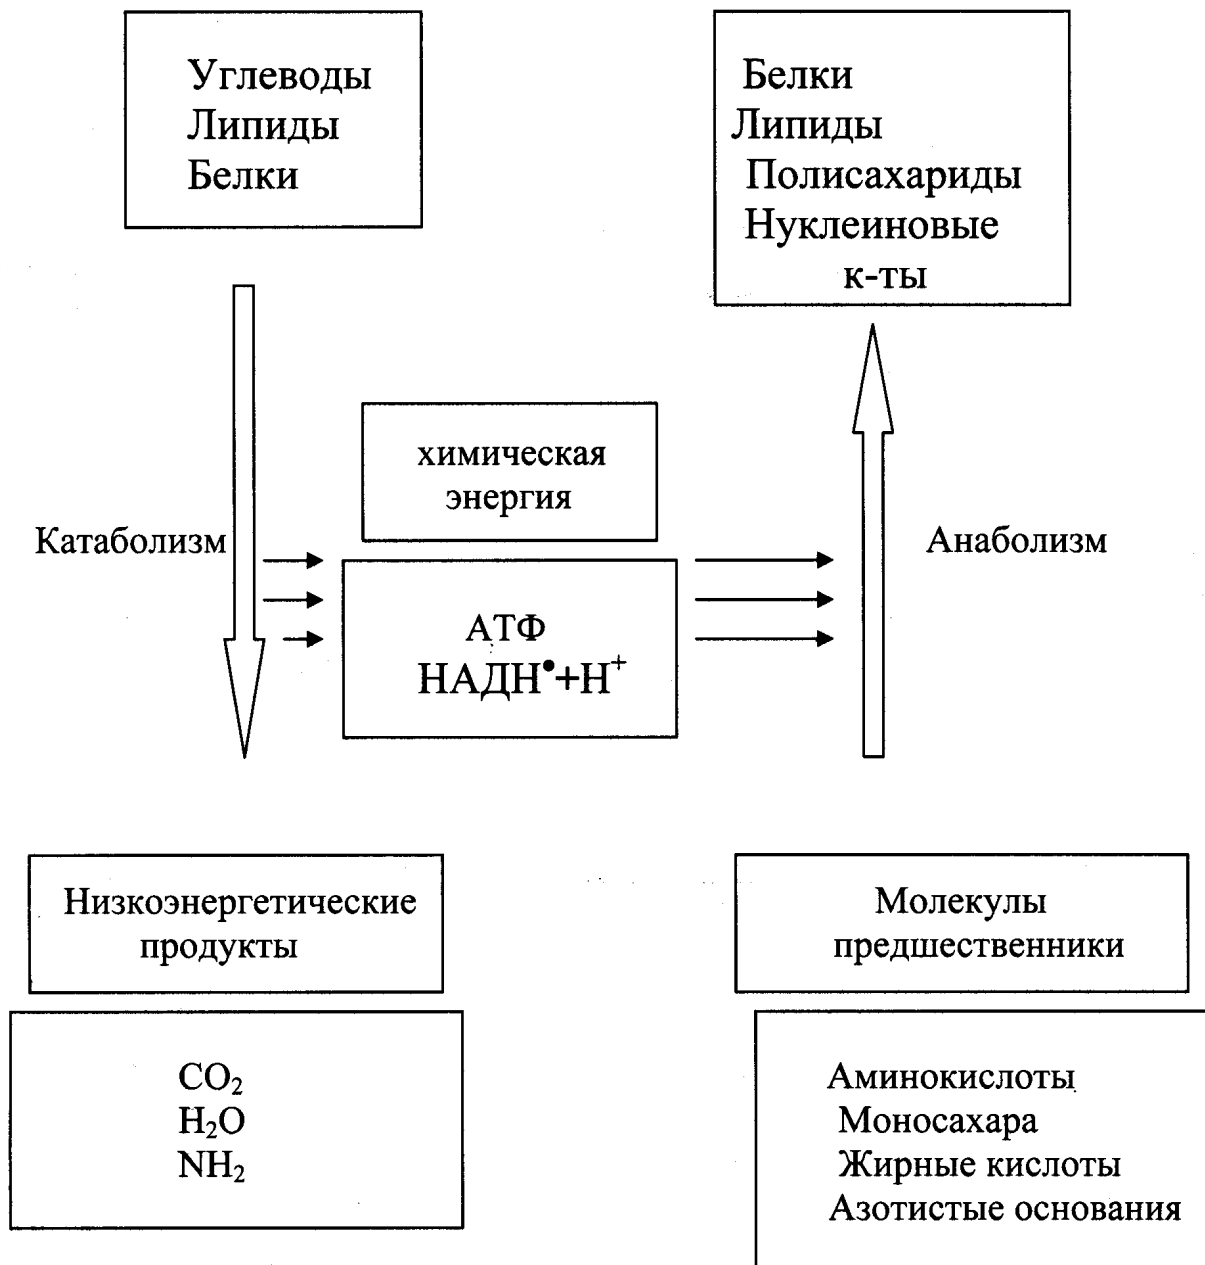 Углеводы
Липиды
Белки
Белки
Липиды
Полисахариды
Нуклеиновые
к-ты
химическая
энергия
Катаболизм
Анаболизм
АТФ
НАДН•+Н⁺
Низкоэнергетические
продукты
Молекулы
предшественники
CO₂
H₂O
NH₂
Аминокислоты
Моносахара
Жирные кислоты
Азотистые основания